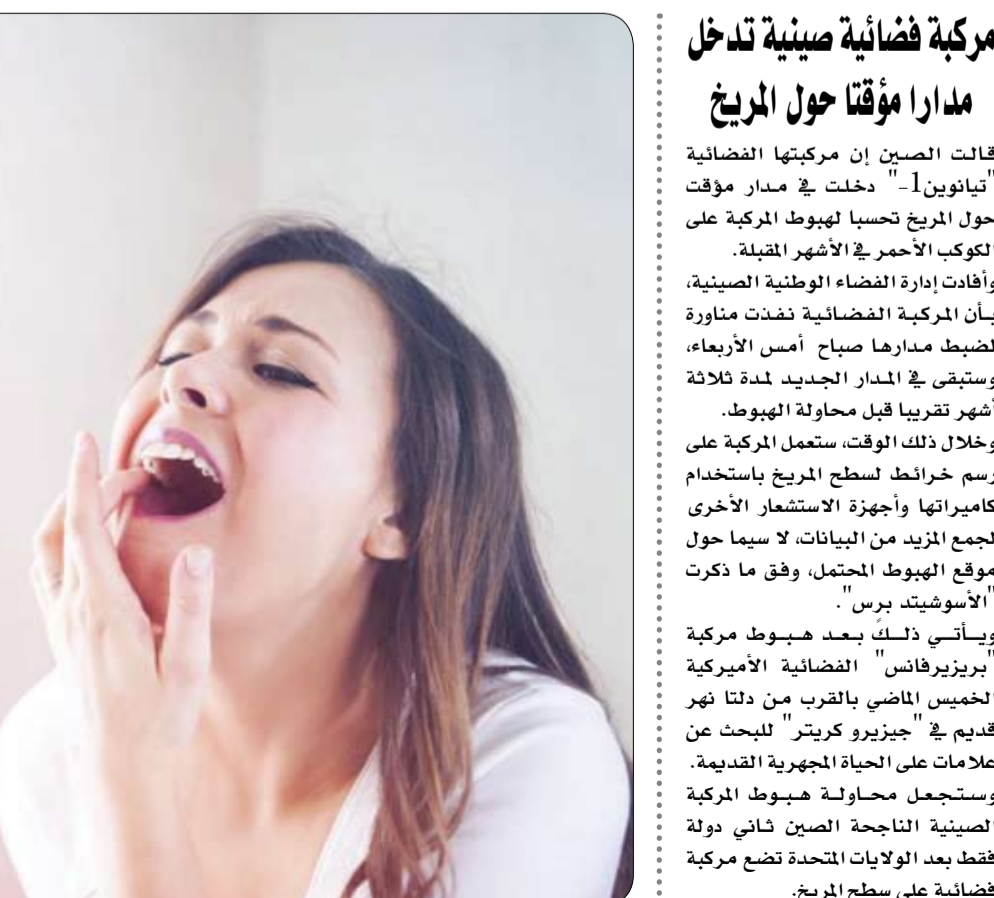 مركبة فضائية صينية تدخل
مدارا مؤقتا حول المريخ
قالت الصين إن مركبتها الفضائية
"تيانوين1-" دخلت في مدار مؤقت
حول المريخ تحسبا لهبوط المركبة على
الكوكب الأحمر في الأشهر المقبلة.
وأفادت إدارة الفضاء الوطنية الصينية،
بأن المركبة الفضائية نفذت مناورة
لضبط مدارها صباح أمس الأربعاء،
وستبقى في المدار الجديد لمدة ثلاثة
أشهر تقريبا قبل محاولة الهبوط.
وخلال ذلك الوقت، ستعمل المركبة على
رسم خرائط لسطح المريخ باستخدام
كاميراتها وأجهزة الاستشعار الأخرى
لجمع المزيد من البيانات، لا سيما حول
موقع الهبوط المحتمل، وفق ما ذكرت
"الأسوشيتد برس".
ويأتي ذلك بعد هبوط مركبة
"بريزيرفانس" الفضائية الأميركية
الخميس الماضي بالقرب من دلتا نهر
قديم في "جيزيرو كريتر" للبحث عن
علامات على الحياة المجهرية القديمة.
وستجعل محاولة هبوط المركبة
الصينية الناجحة الصين ثاني دولة
فقط بعد الولايات المتحدة تضع مركبة
فضائية على سطح المريخ.